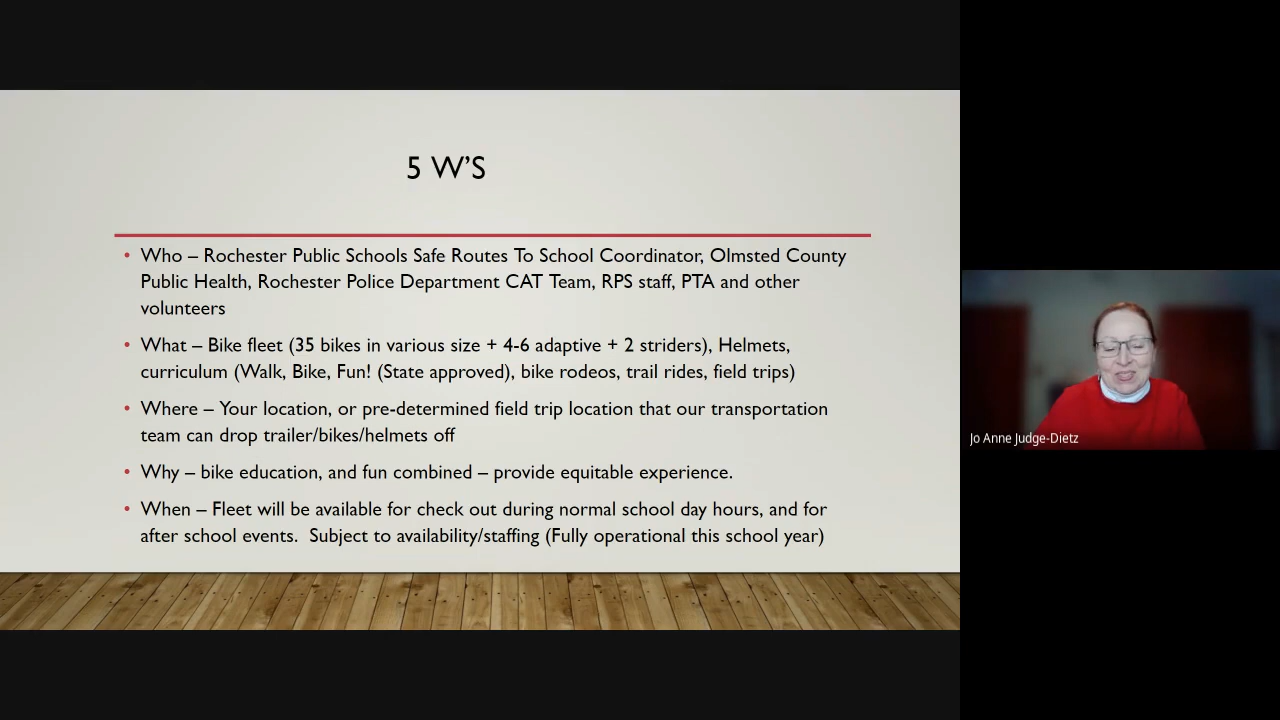 5 W’S
• Who – Rochester Public Schools Safe Routes To School Coordinator, Olmsted County
Public Health, Rochester Police Department CAT Team, RPS staff, PTA and other
volunteers
• What – Bike fleet (35 bikes in various size + 4-6 adaptive + 2 striders), Helmets,
curriculum (Walk, Bike, Fun! (State approved), bike rodeos, trail rides, field trips)
• Where – Your location, or pre-determined field trip location that our transportation
team can drop trailer/bikes/helmets off
• Why – bike education, and fun combined – provide equitable experience.
• When – Fleet will be available for check out during normal school day hours, and for
after school events.  Subject to availability/staffing (Fully operational this school year)
Jo Anne Judge-Dietz